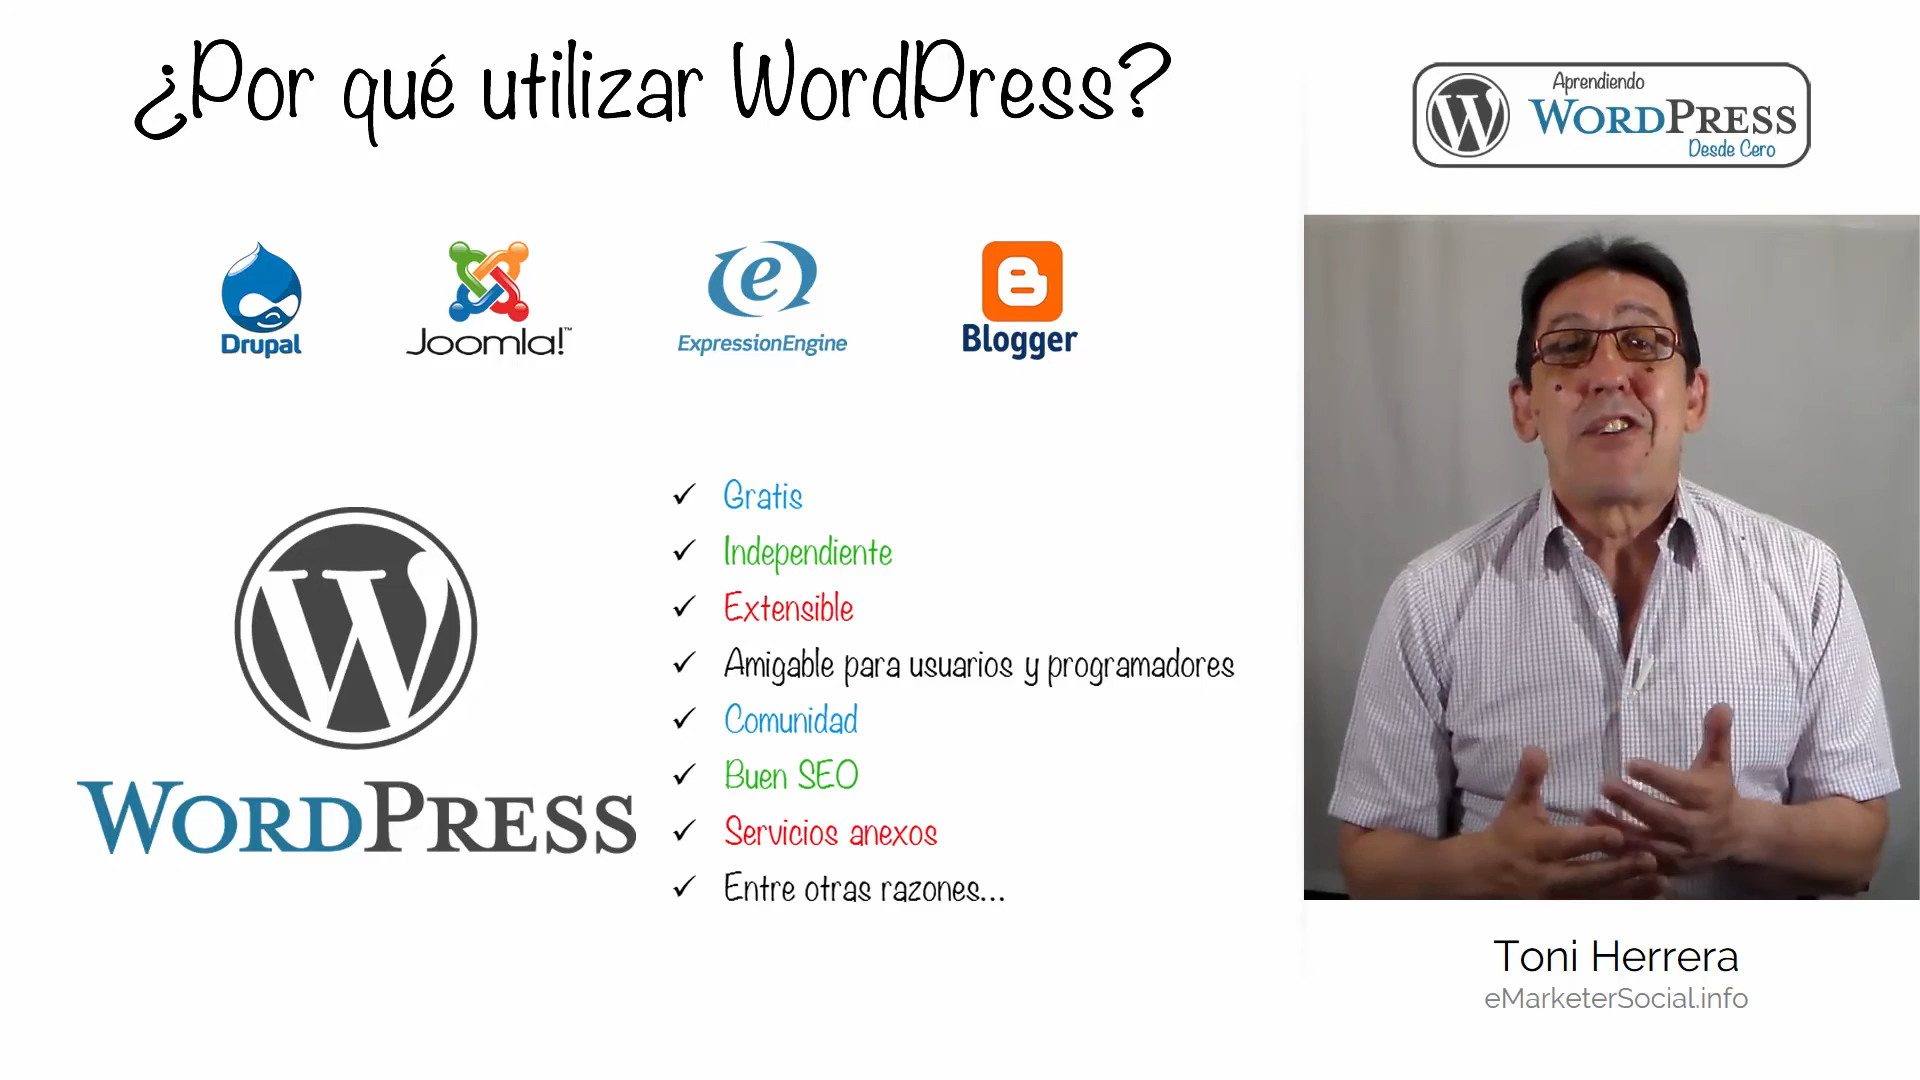 ¿Por qué utilizar WordPress?
Aprendiendo
WORDPRESS
Desde Cero
Drupal
Joomla!™
ExpressionEngine
Blogger
WORDPRESS
✓ Gratis
✓ Independiente
✓ Extensible
✓ Amigable para usuarios y programadores
✓ Comunidad
✓ Buen SEO
✓ Servicios anexos
✓ Entre otras razones...
Toni Herrera
eMarketerSocial.info